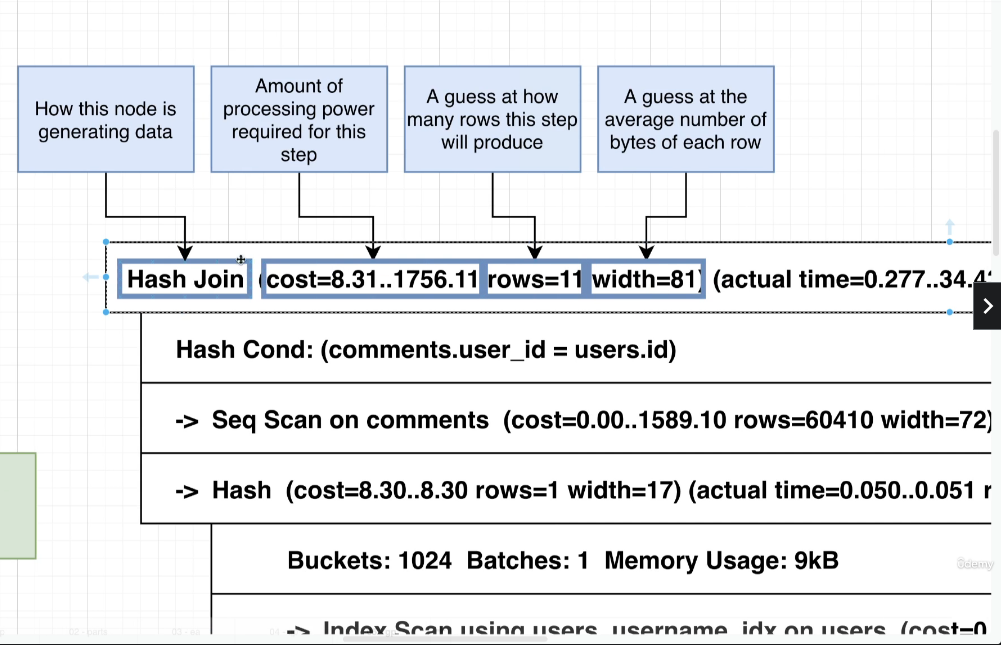 How this node is
generating data
Amount of
processing power
required for this
step
A guess at how
many rows this step
will produce
A guess at the
average number of
bytes of each row
Hash Join (cost=8.31..1756.11 rows=11 width=81) (actual time=0.277..34.4
Hash Cond: (comments.user_id = users.id)
-> Seq Scan on comments (cost=0.00..1589.10 rows=60410 width=72)
-> Hash (cost=8.30..8.30 rows=1 width=17) (actual time=0.050..0.051 r
Buckets: 1024 Batches: 1 Memory Usage: 9kB
ûdemy
-> Index Scan using users_username_idx on users (cost=0